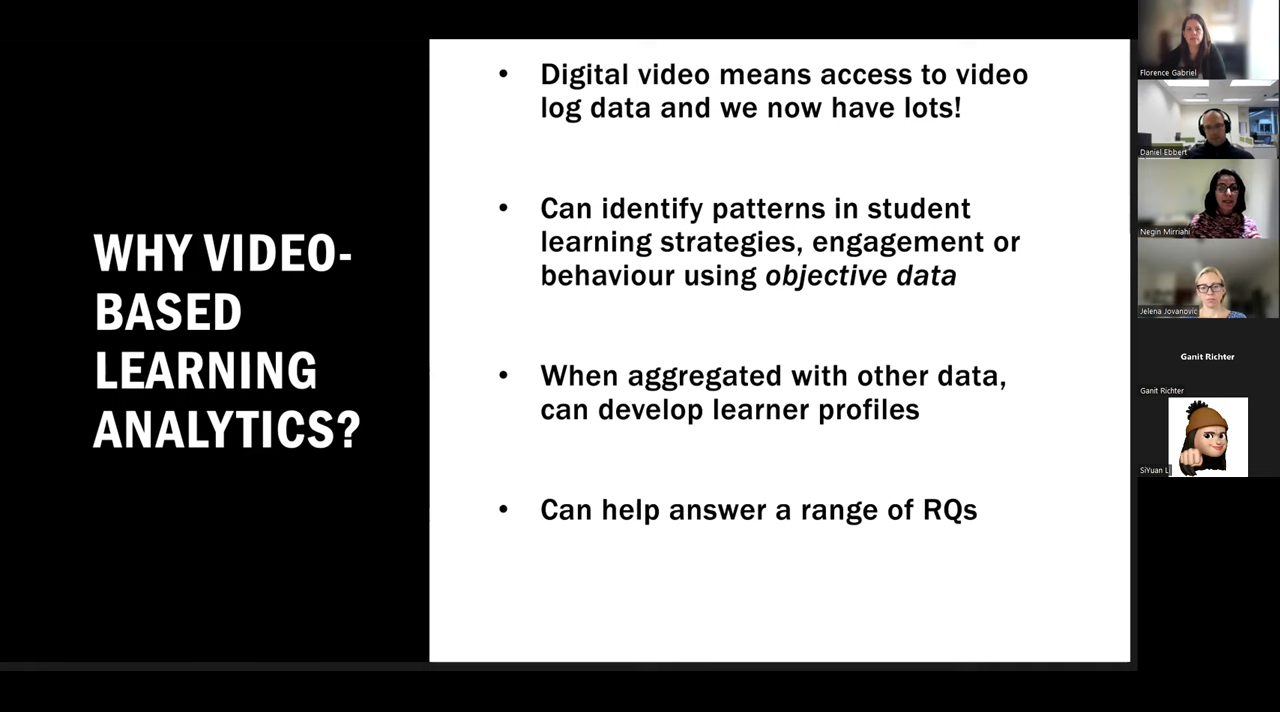 WHY VIDEO-
BASED
LEARNING
ANALYTICS?
• Digital video means access to video
log data and we now have lots!
• Can identify patterns in student
learning strategies, engagement or
behaviour using objective data
• When aggregated with other data,
can develop learner profiles
• Can help answer a range of RQs
Florence Gabriel
Daniel Ebbert
Negin Mirriahi
Jelena Jovanovic
Ganit Richter
Ganit Richter
SiYuan Li